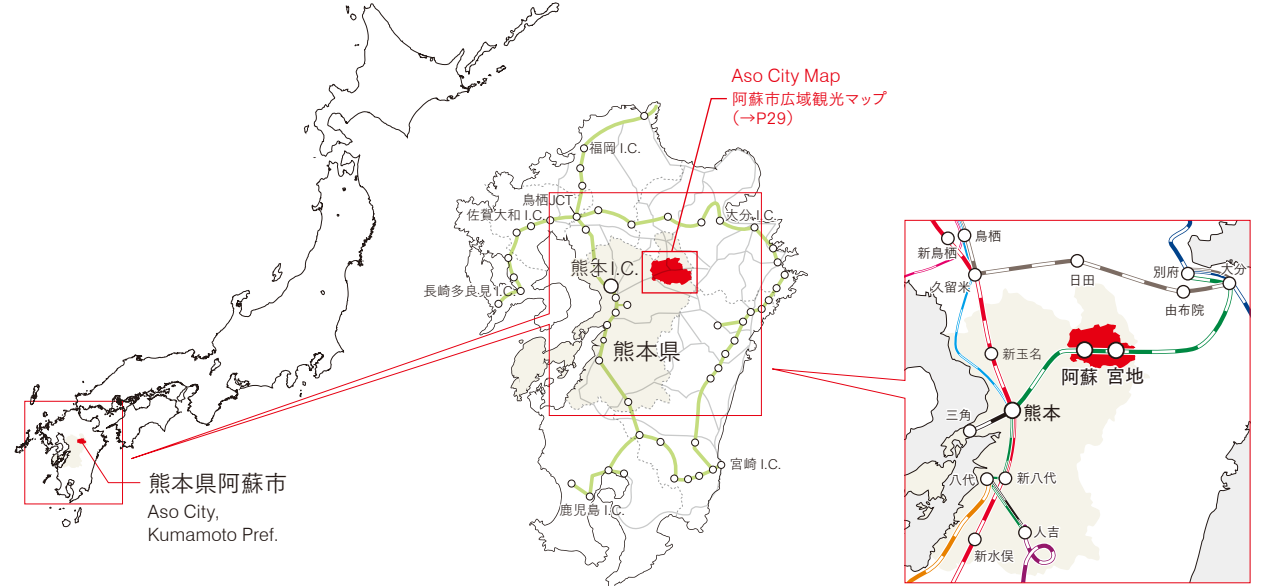 熊本県阿蘇市
Aso City,
Kumamoto Pref.
Aso City Map
阿蘇市広域観光マップ
（→P29）
福岡 I.C.
鳥栖JCT
佐賀大和 I.C.
大分 I.C.
熊本 I.C.
長崎多良見 I.C.
熊本県
宮崎 I.C.
鹿児島 I.C.
鳥栖
新鳥栖
久留米
日田
別府
大分
由布院
新玉名
阿蘇
宮地
熊本
三角
八代
新八代
人吉
新水俣